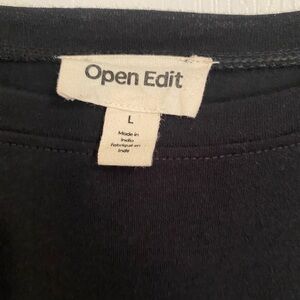 Open Edit
L
Made in
India
Fabriqué en
Inde